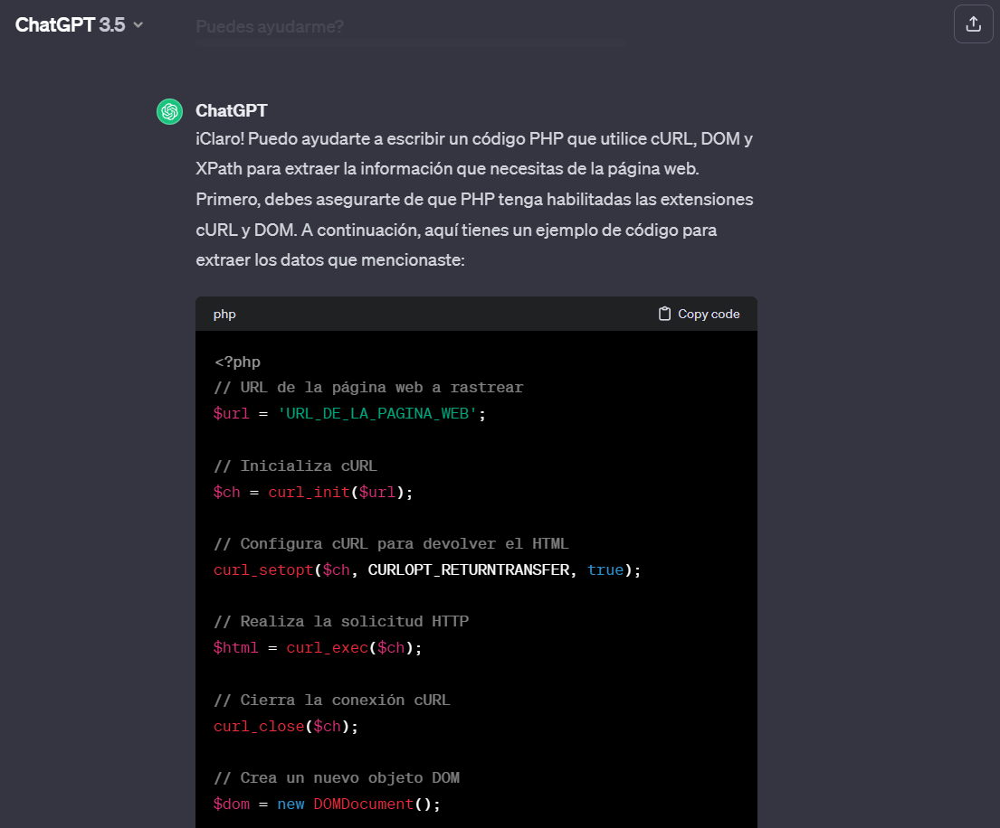 ChatGPT 3.5
Puedes ayudarme?
ChatGPT
¡Claro! Puedo ayudarte a escribir un código PHP que utilice cURL, DOM y
XPath para extraer la información que necesitas de la página web.
Primero, debes asegurarte de que PHP tenga habilitadas las extensiones
cURL y DOM. A continuación, aquí tienes un ejemplo de código para
extraer los datos que mencionaste:
php
Copy code
<?php
// URL de la página web a rastrear
$url = 'URL_DE_LA_PAGINA_WEB';
// Inicializa cURL
$ch = curl_init($url);
// Configura cURL para devolver el HTML
curl_setopt($ch, CURLOPT_RETURNTRANSFER, true);
// Realiza la solicitud HTTP
$html = curl_exec($ch);
// Cierra la conexión cURL
curl_close($ch);
// Crea un nuevo objeto DOM
$dom = new DOMDocument();